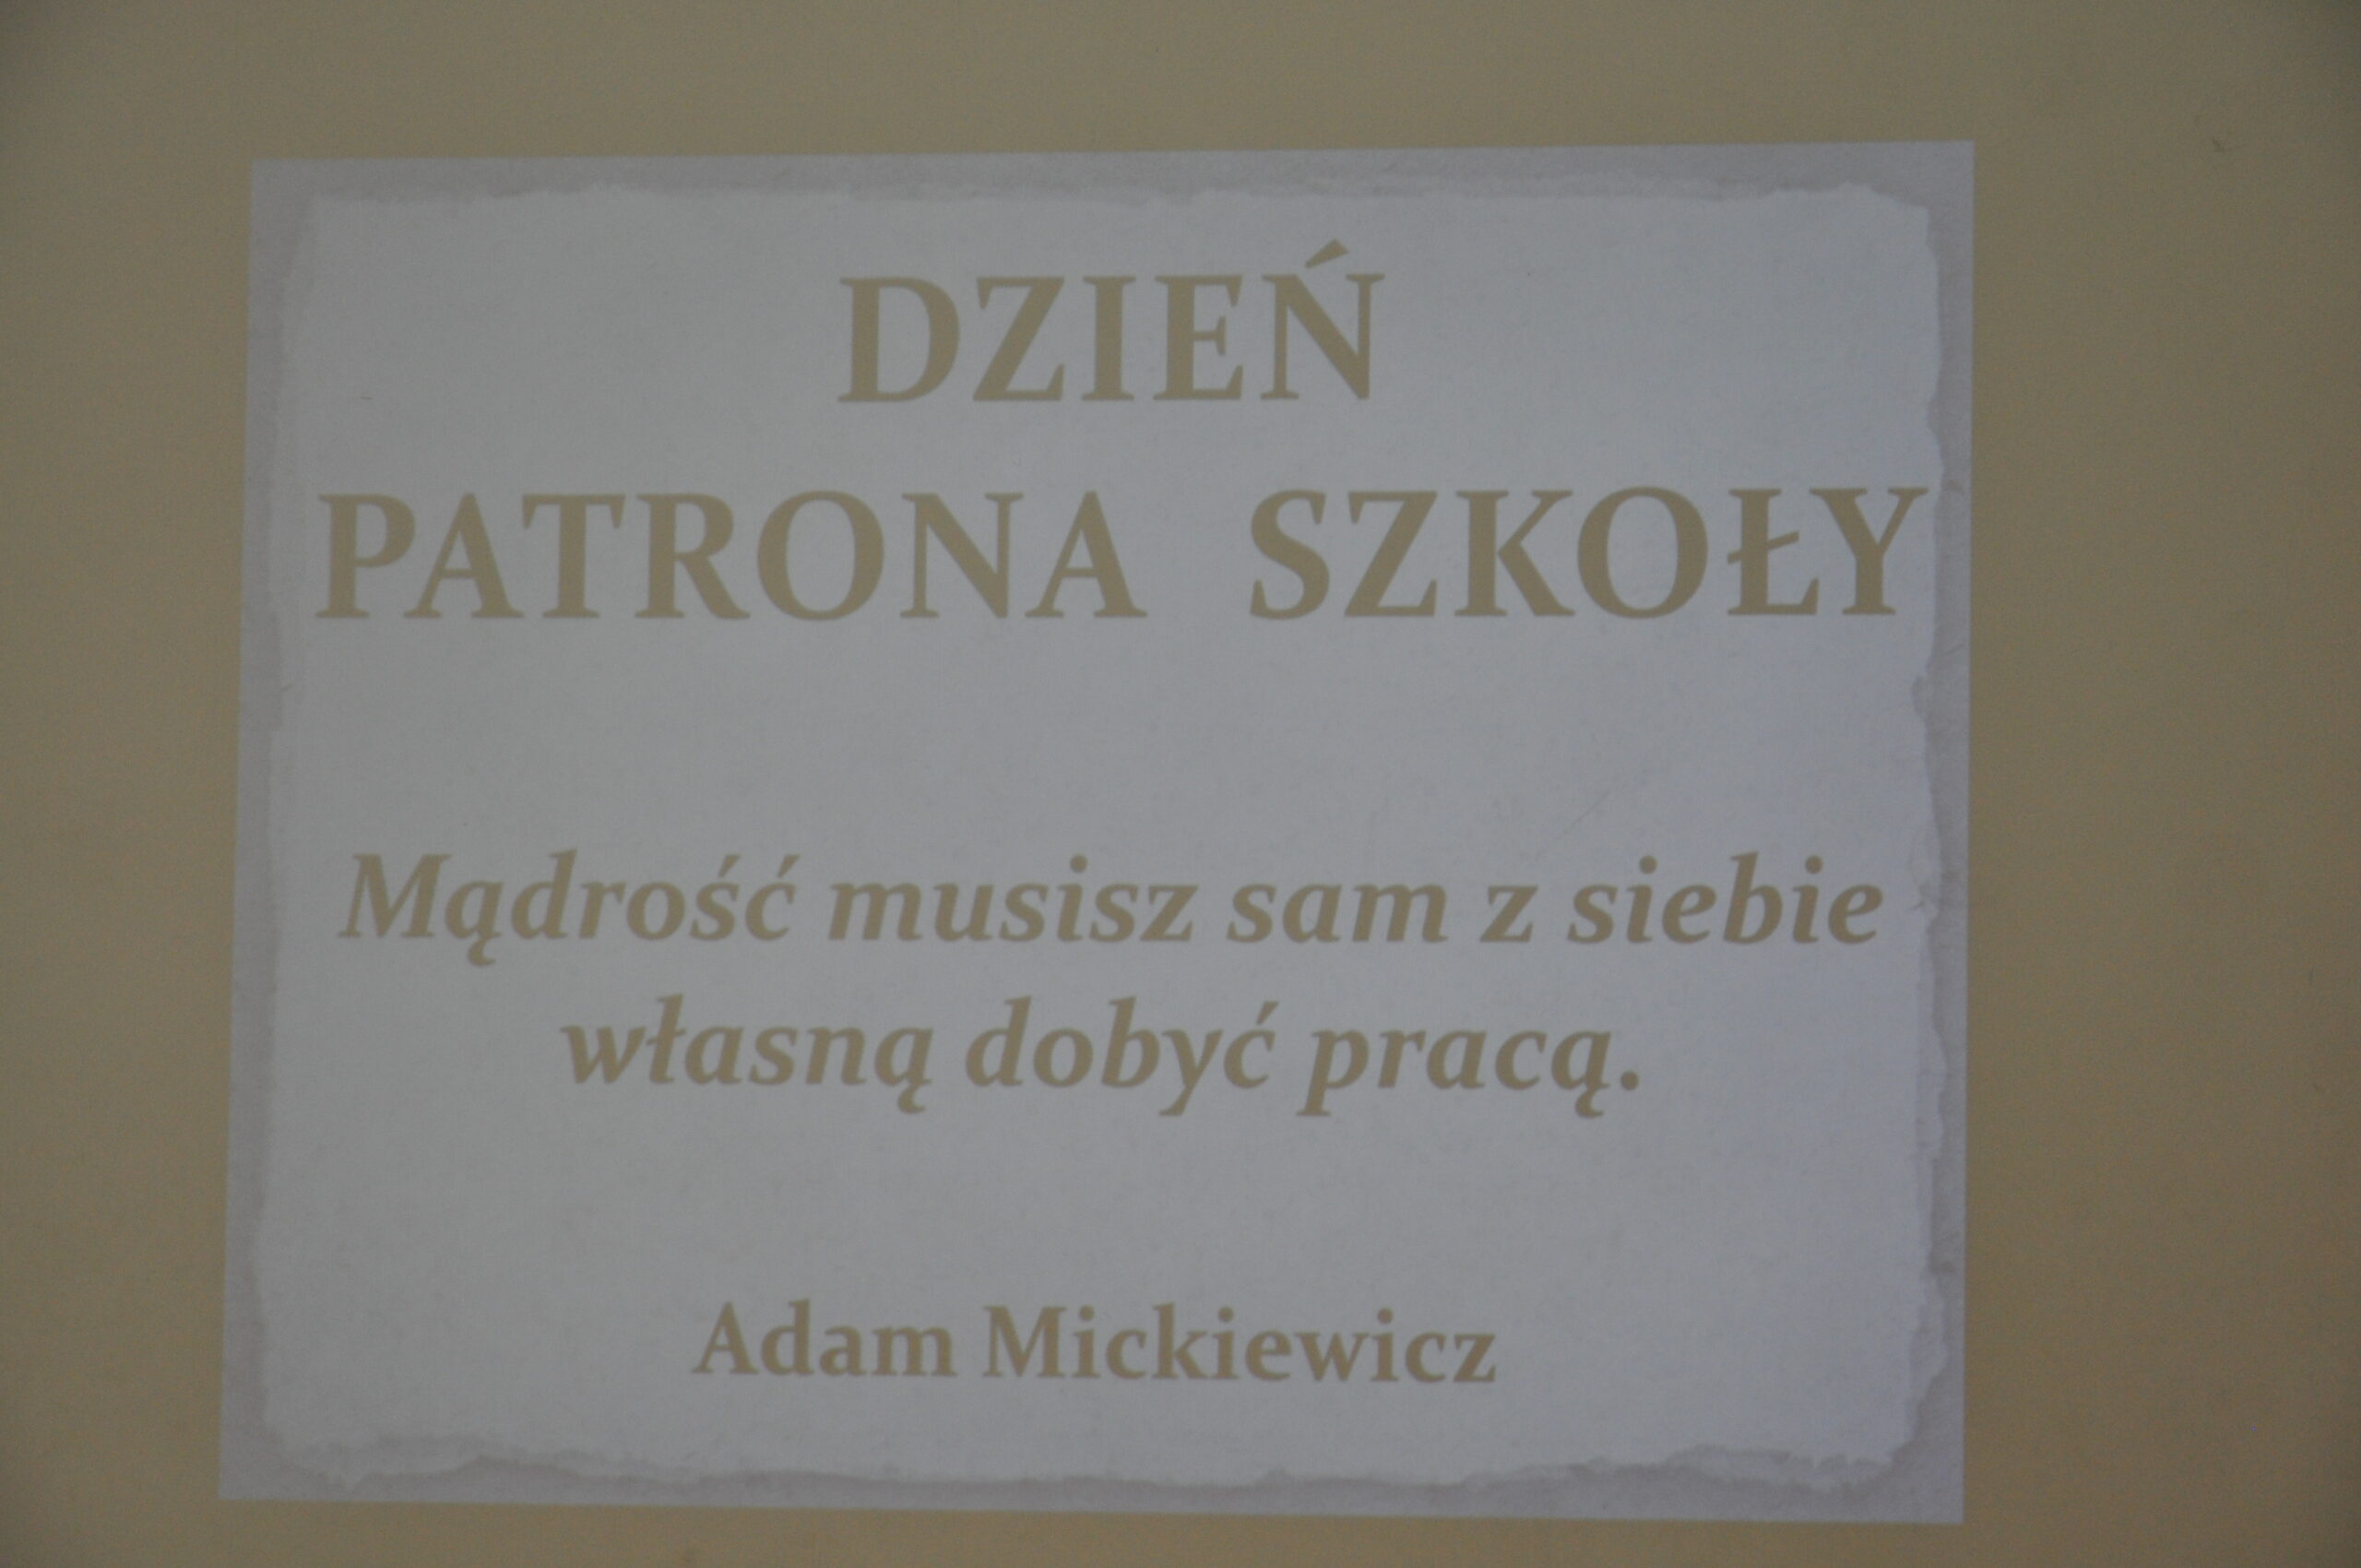 DZIEŃ
PATRONA SZKOŁY
Mądrość musisz sam z siebie
własną dobyć pracą.
Adam Mickiewicz